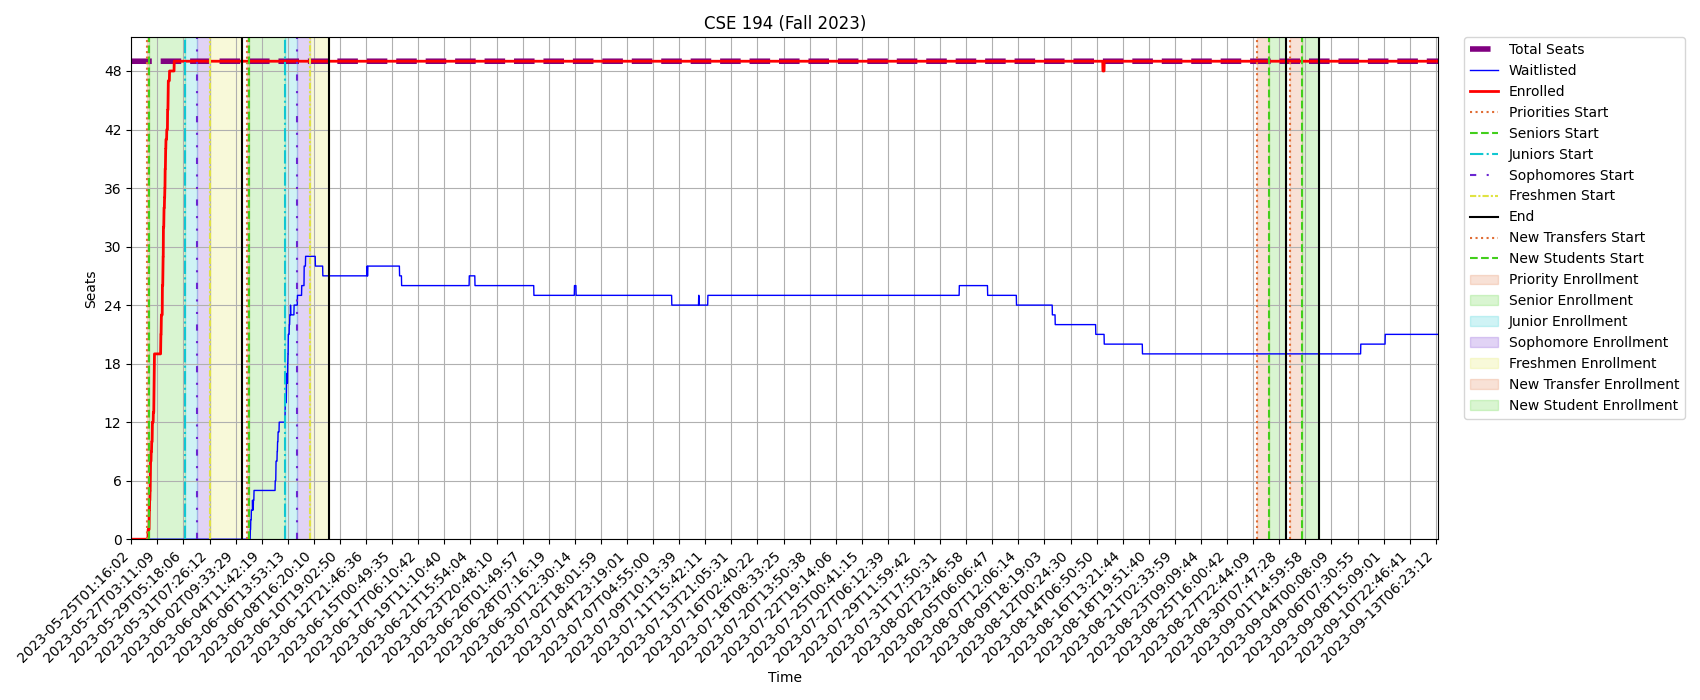 CSE 194 (Fall 2023)
Seats
48
42
36
30
24
18
12
6
0
2023-05-25T01:16:02
2023-05-27T03:11:09
2023-05-29T05:18:06
2023-05-31T07:26:12
2023-06-02T09:33:29
2023-06-04T11:42:13
2023-06-06T13:53:13
2023-06-08T16:20:10
2023-06-10T19:02:50
2023-06-12T21:46:36
2023-06-15T00:49:35
2023-06-17T06:10:42
2023-06-19T11:10:40
2023-06-21T15:54:04
2023-06-23T20:48:10
2023-06-26T01:49:57
2023-06-28T07:16:19
2023-06-30T12:30:14
2023-07-02T18:01:59
2023-07-04T23:19:01
2023-07-07T04:55:00
2023-07-09T10:13:39
2023-07-11T15:42:11
2023-07-13T21:05:31
2023-07-16T02:40:22
2023-07-18T08:33:25
2023-07-20T13:50:38
2023-07-22T19:14:06
2023-07-25T00:41:15
2023-07-27T06:12:39
2023-07-29T11:59:42
2023-07-31T17:50:31
2023-08-02T23:46:58
2023-08-05T06:06:47
2023-08-07T12:06:14
2023-08-09T18:19:03
2023-08-12T00:24:30
2023-08-14T06:50:50
2023-08-16T13:21:44
2023-08-18T19:51:40
2023-08-21T02:33:59
2023-08-23T09:09:44
2023-08-25T16:00:42
2023-08-27T22:44:09
2023-08-30T07:47:28
2023-09-01T14:59:58
2023-09-04T00:08:09
2023-09-06T07:30:55
2023-09-08T15:09:01
2023-09-10T22:46:41
2023-09-13T06:23:12
Time
Total Seats
Waitlisted
Enrolled
Priorities Start
Seniors Start
Juniors Start
Sophomores Start
Freshmen Start
End
New Transfers Start
New Students Start
Priority Enrollment
Senior Enrollment
Junior Enrollment
Sophomore Enrollment
Freshmen Enrollment
New Transfer Enrollment
New Student Enrollment